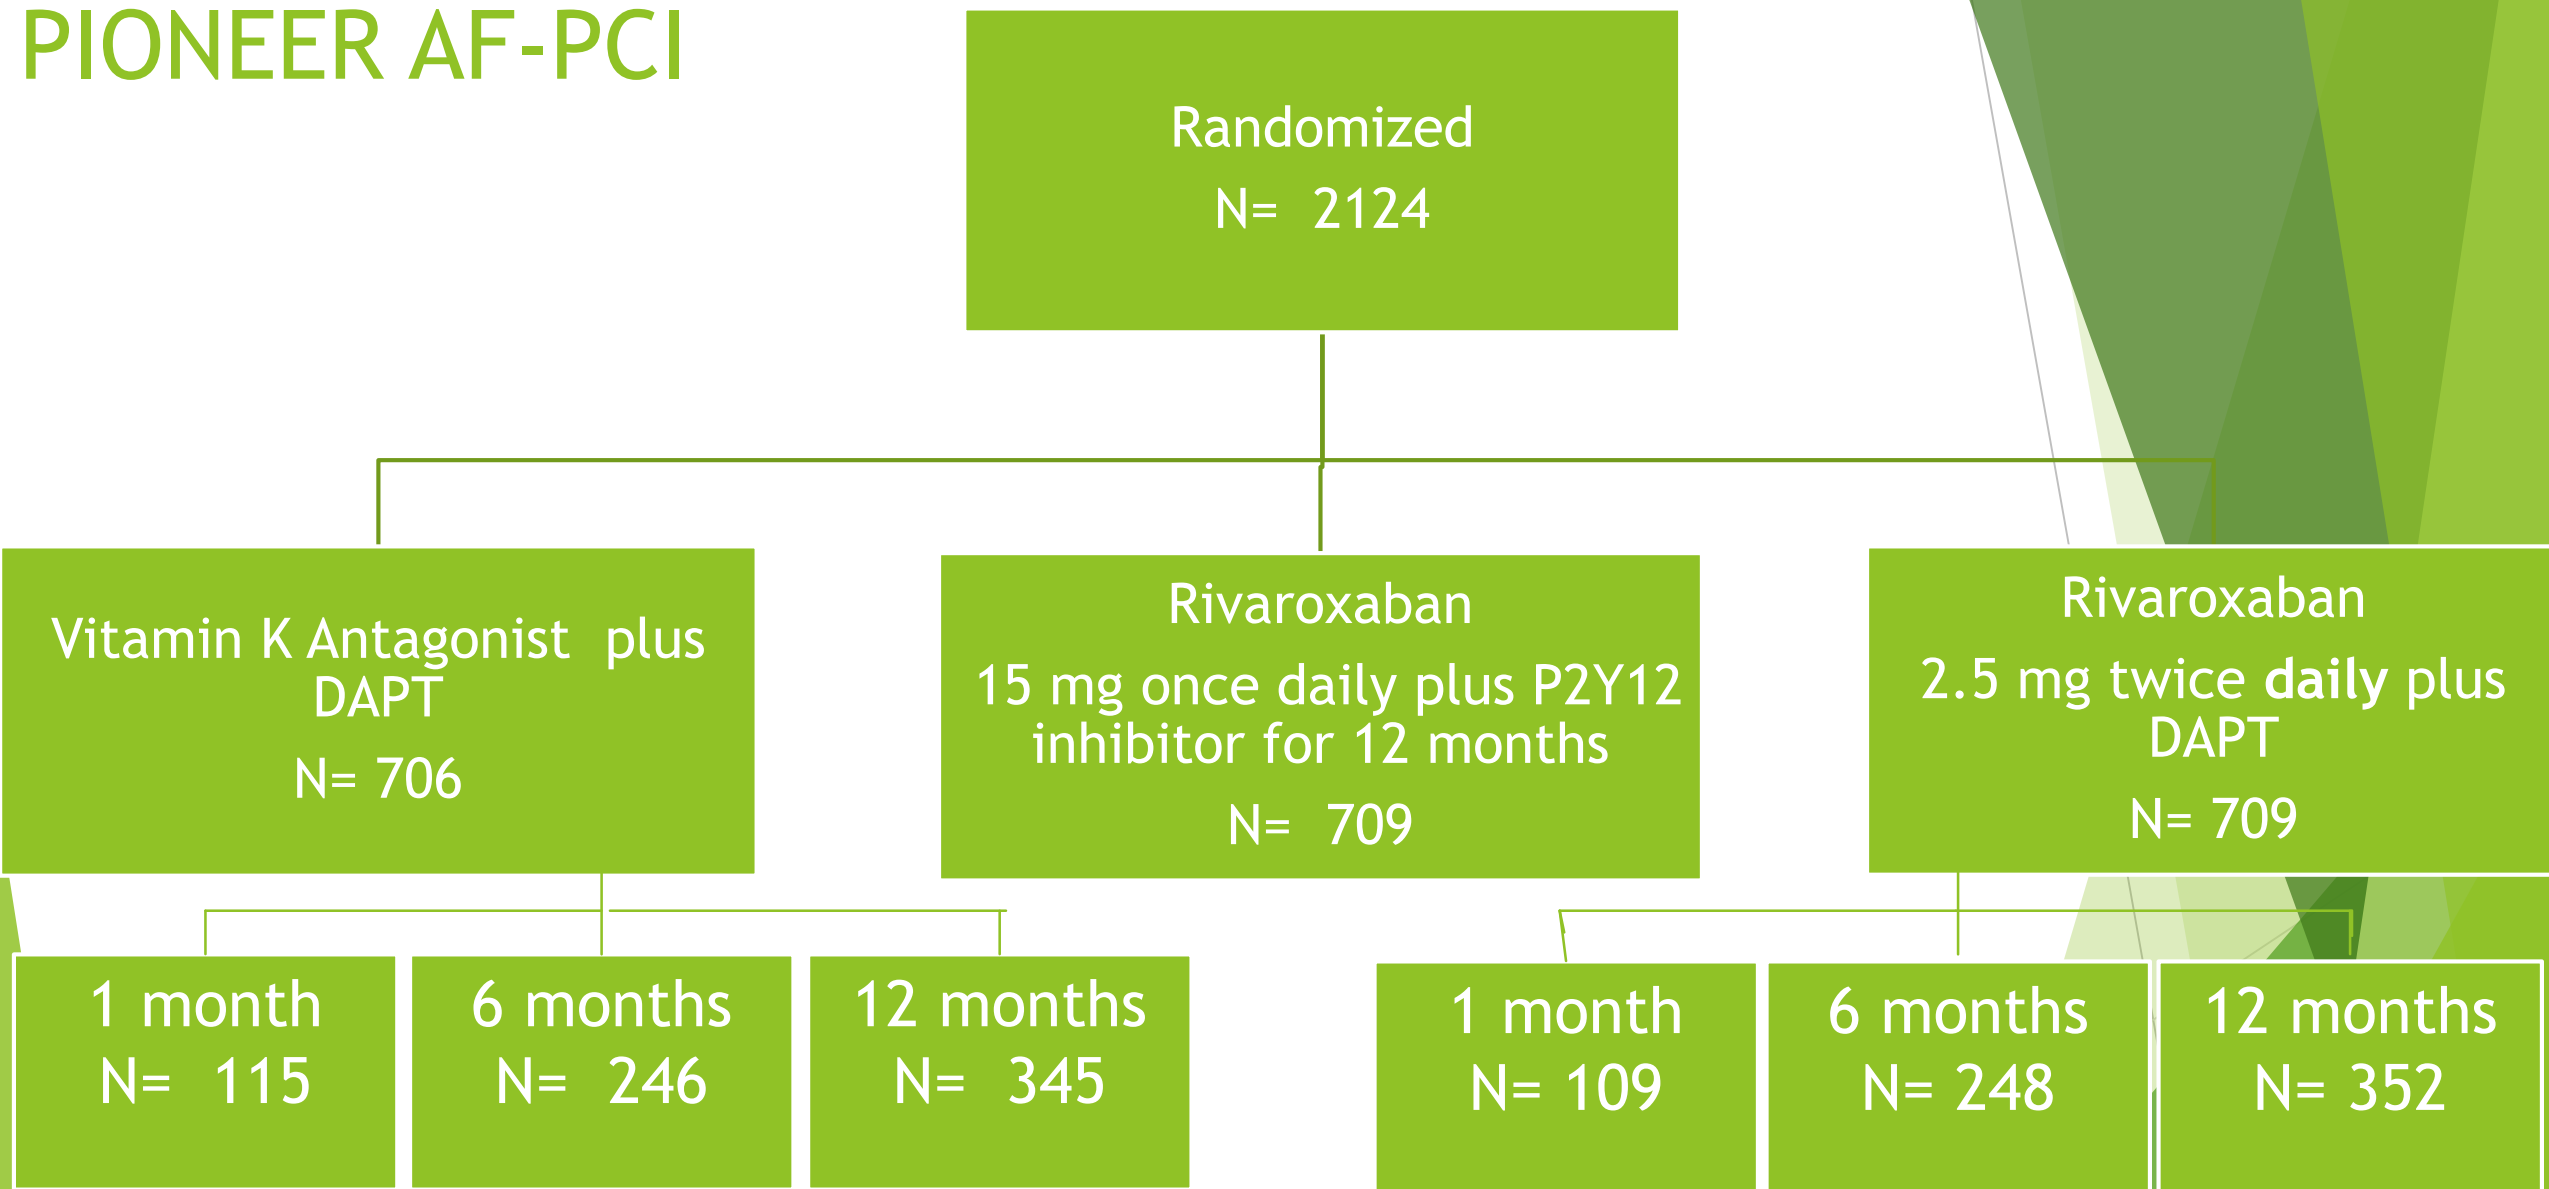 PIONEER AF-PCI
Randomized
N= 2124
Vitamin K Antagonist plus
DAPT
N= 706
Rivaroxaban
15 mg once daily plus P2Y12
inhibitor for 12 months
N= 709
Rivaroxaban
2.5 mg twice daily plus
DAPT
N= 709
1 month
N= 115
6 months
N= 246
12 months
N= 345
1 month
N= 109
6 months
N= 248
12 months
N= 352